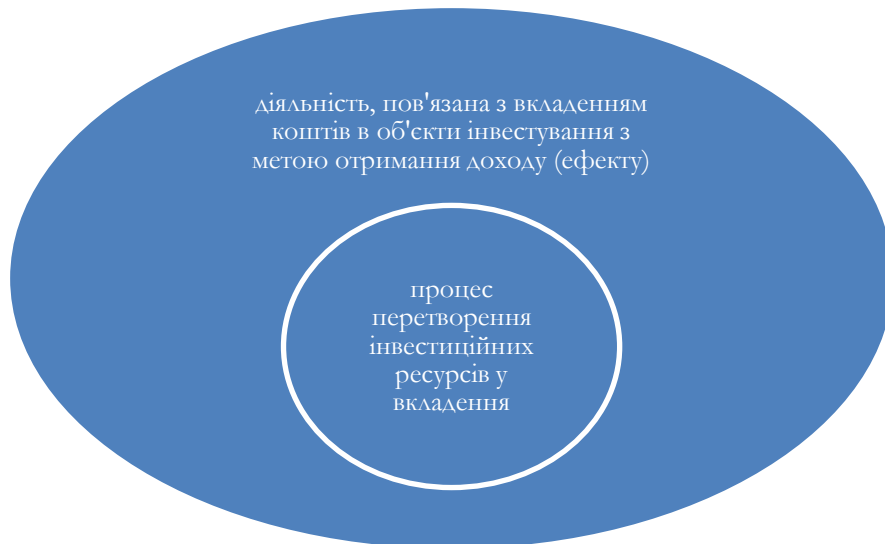 діяльність, пов'язана з вкладенням
коштів в об'єкти інвестування з
метою отримання доходу (ефекту)
процес
перетворення
інвестиційних
ресурсів у
вкладення